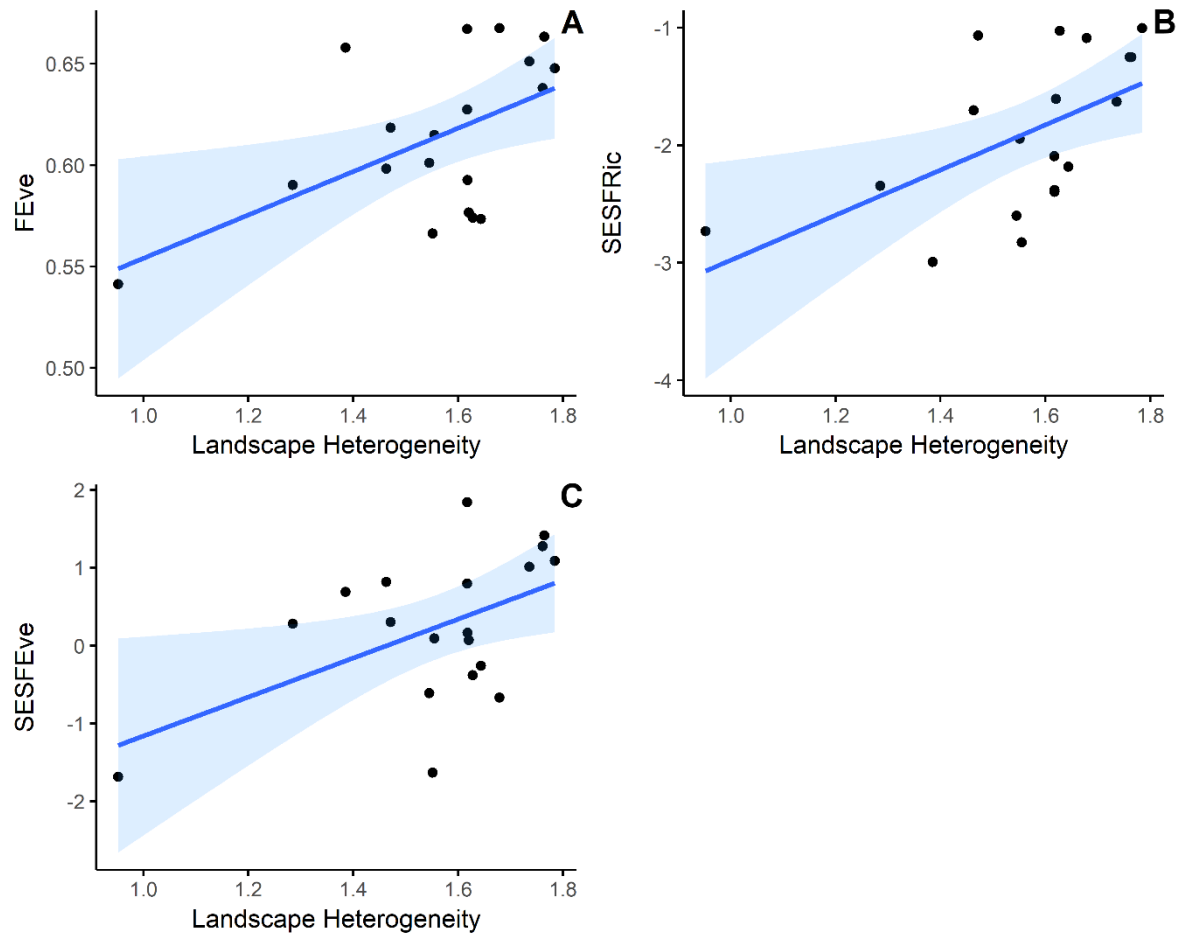 A
FEve
0.65
0.60
0.55
0.50
1.0 1.2 1.4 1.6 1.8
Landscape Heterogeneity
B
SESFRic
-1
-2
-3
-4
1.0 1.2 1.4 1.6 1.8
Landscape Heterogeneity
C
SESFEve
2
1
0
-1
-2
1.0 1.2 1.4 1.6 1.8
Landscape Heterogeneity